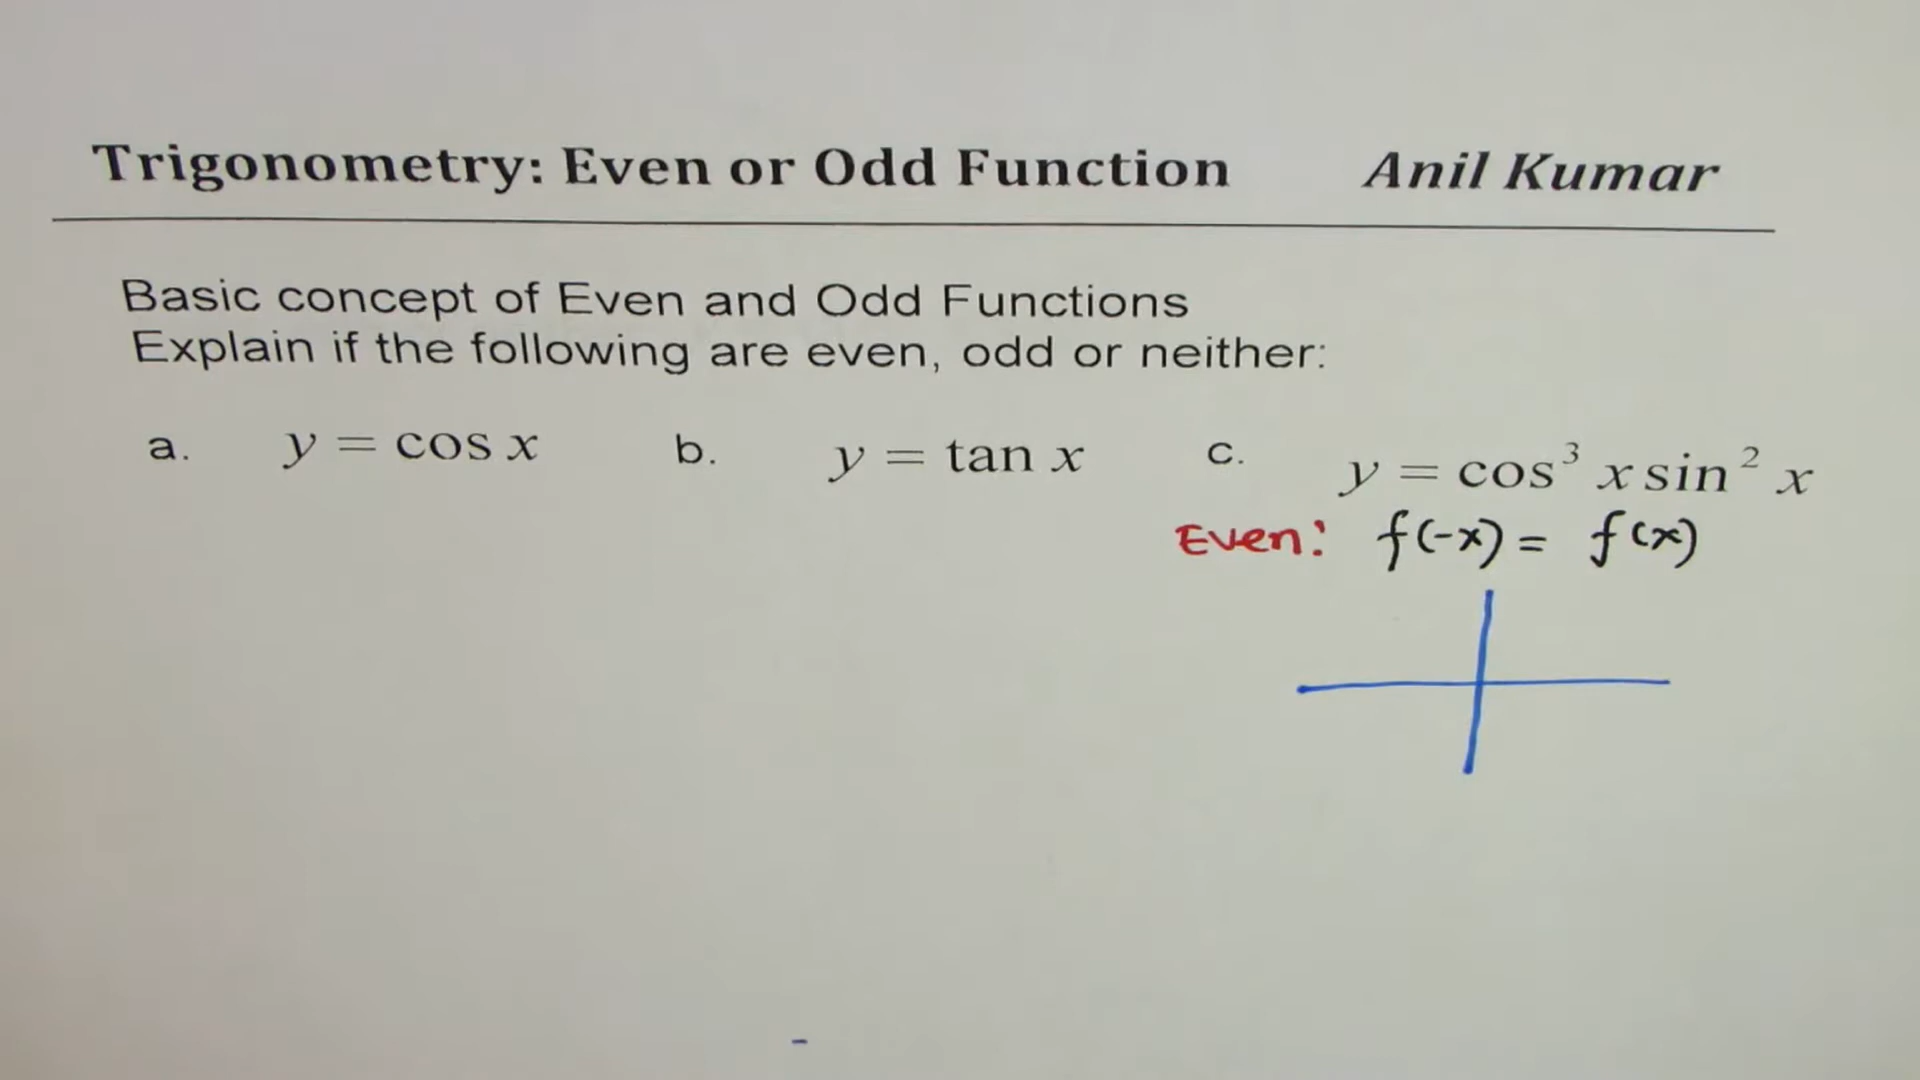 Trigonometry: Even or Odd Function Anil Kumar
Basic concept of Even and Odd Functions
Explain if the following are even, odd or neither:
a. y = cos x b. y = tan x c. y = cos³ x sin² x
Even: f(-x) = f(x)